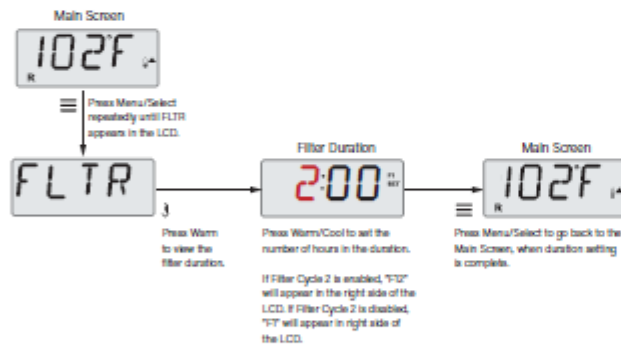 Main Screen
102°F
R
Press Menu/Select
repeatedly until FLTR
appears in the LCD.
FLTR
Press Warm
to view the
filter duration.
Filter Duration
2:00
Press Warm/Cool to set the
number of hours in the duration.
If Filter Cycle 2 is enabled, "F12"
will appear in the right side of the
LCD. If Filter Cycle 2 is disabled,
"F1" will appear in right side of
the LCD.
Main Screen
102°F
R
Press Menu/Select to go back to the
Main Screen, when duration setting
is complete.